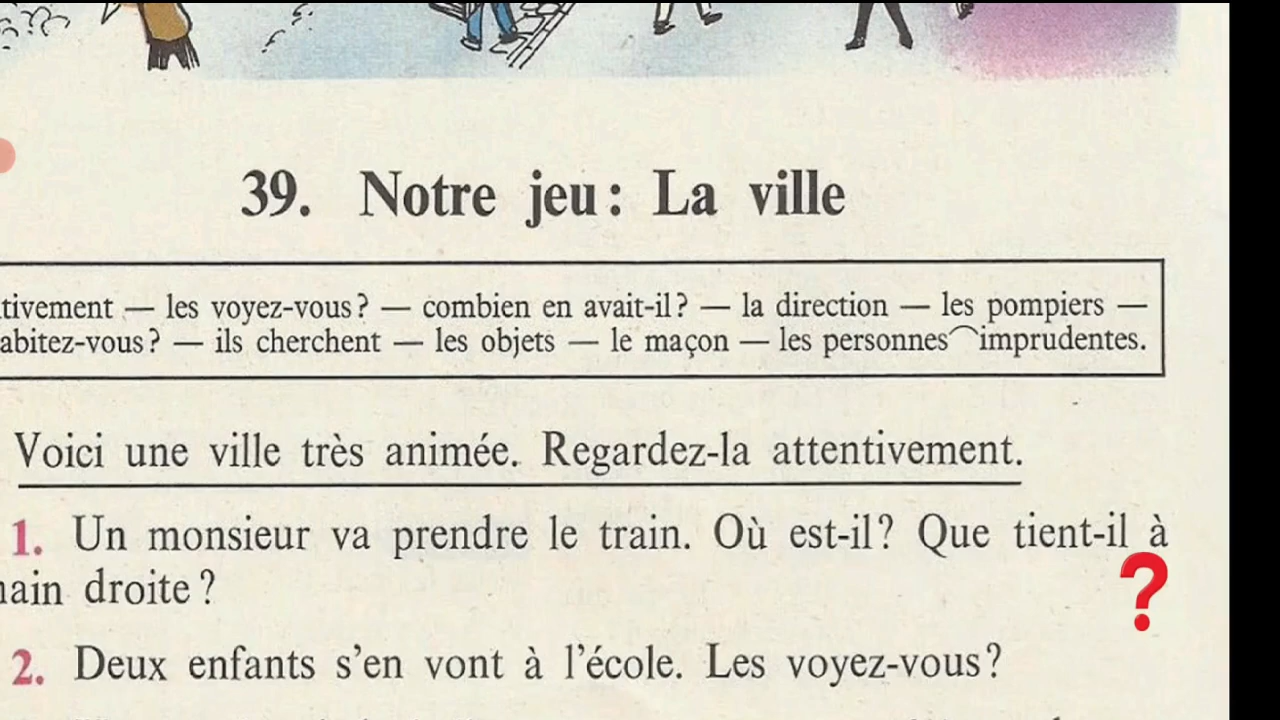 39. Notre jeu : La ville
tivement — les voyez-vous ? — combien en avait-il ? — la direction — les pompiers —
abitez-vous ? — ils cherchent — les objets — le maçon — les personnes⁀imprudentes.
Voici une ville très animée. Regardez-la attentivement.
1. Un monsieur va prendre le train. Où est-il ? Que tient-il à
ain droite ?
?
2. Deux enfants s'en vont à l'école. Les voyez-vous ?